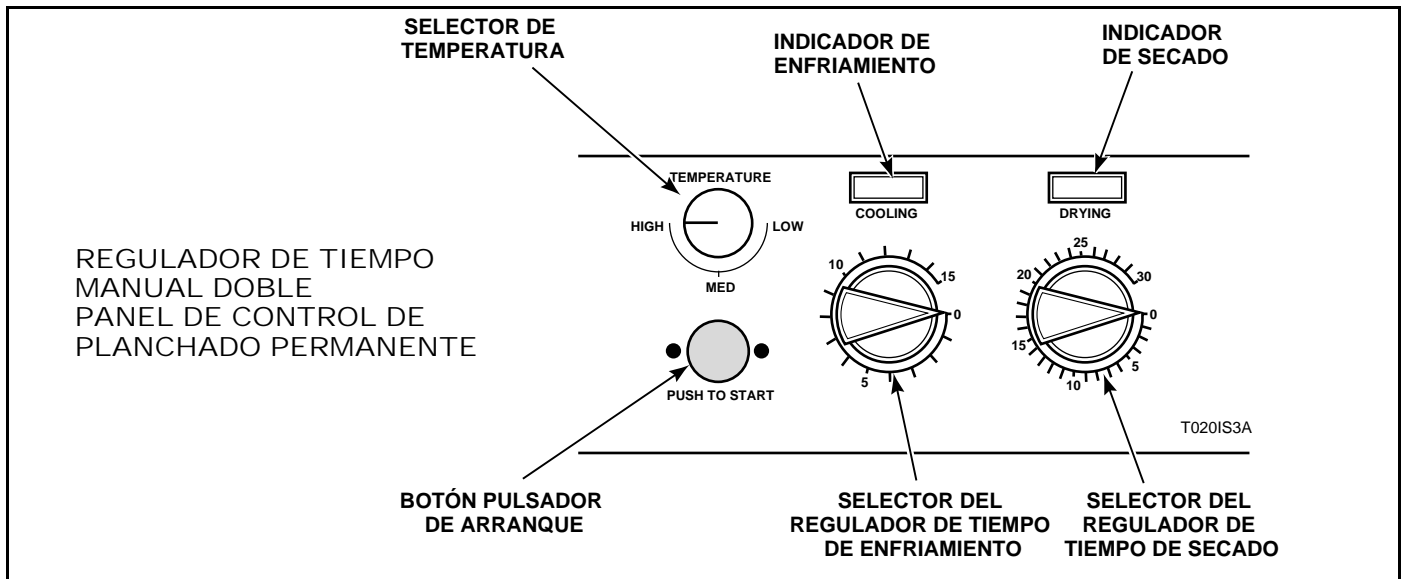 SELECTOR DE
TEMPERATURA
INDICADOR DE
ENFRIAMIENTO
INDICADOR
DE SECADO
TEMPERATURE
HIGH
LOW
MED
COOLING
DRYING
REGULADOR DE TIEMPO
MANUAL DOBLE
PANEL DE CONTROL DE
PLANCHADO PERMANENTE
10
15
0
5
25
20
30
0
15
5
10
PUSH TO START
T020IS3A
BOTÓN PULSADOR
DE ARRANQUE
SELECTOR DEL
REGULADOR DE TIEMPO
DE ENFRIAMIENTO
SELECTOR DEL
REGULADOR DE
TIEMPO DE SECADO